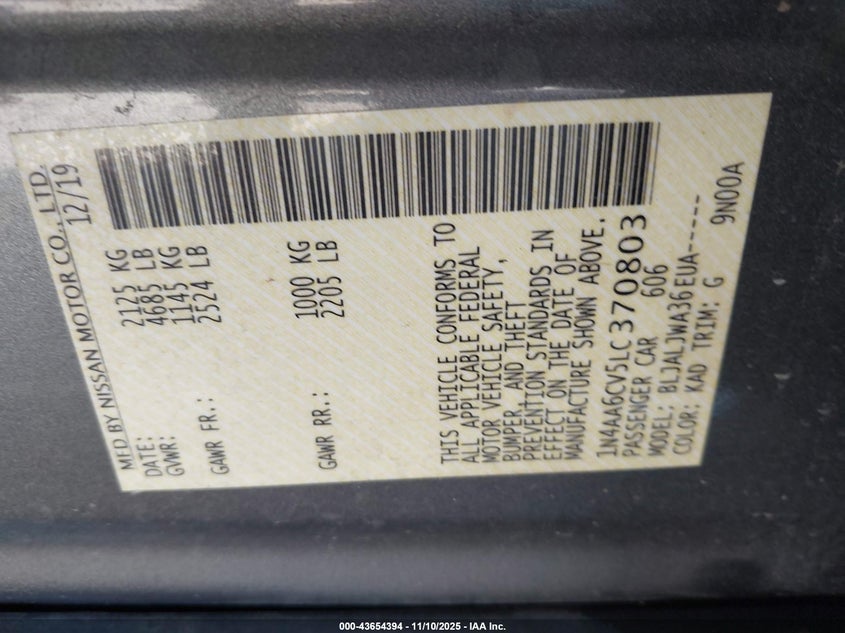 MFD BY NISSAN MOTOR CO., LTD.
DATE: 12/19
GVWR: 2125 KG
4685 LB
GAWR FR.: 1145 KG
2524 LB
GAWR RR.: 1000 KG
2205 LB
THIS VEHICLE CONFORMS TO
ALL APPLICABLE FEDERAL
MOTOR VEHICLE SAFETY,
BUMPER, AND THEFT
PREVENTION STANDARDS IN
EFFECT ON THE DATE OF
MANUFACTURE SHOWN ABOVE.
1N4AA6CV5LC370803
PASSENGER CAR 606
MODEL: BLJALJWA36EUA-----
COLOR: KAD TRIM: G 9N00A
000-43654394 - 11/10/2025 - IAA Inc.